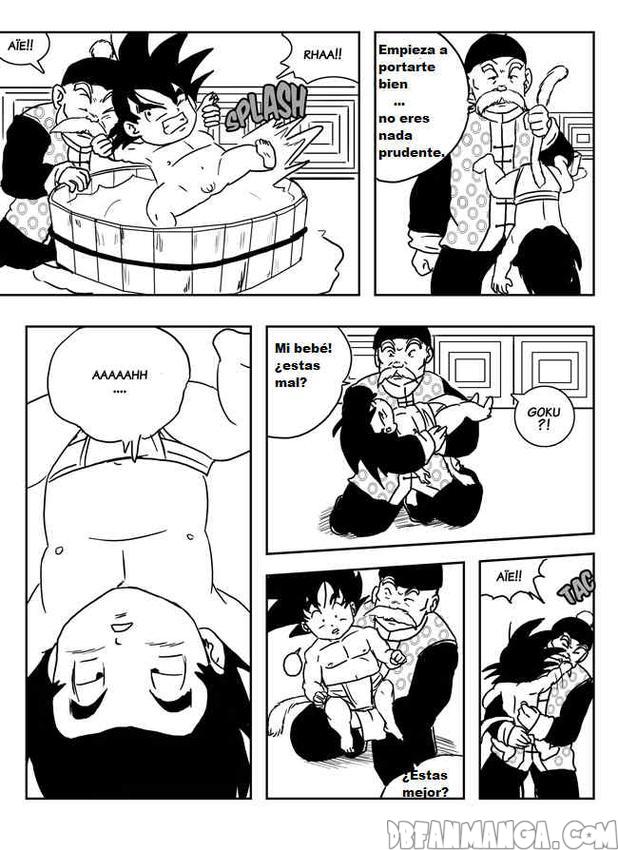 AÏE!!
RHAA!!
SPLASH
Empieza a
portarte
bien
...
no eres
nada
prudente.
AAAAAHH
....
Mi bebé!
¿estas
mal?
GOKU
?!
¿Estas
mejor?
AÏE!!
TAC
DBFANMANGA.COM